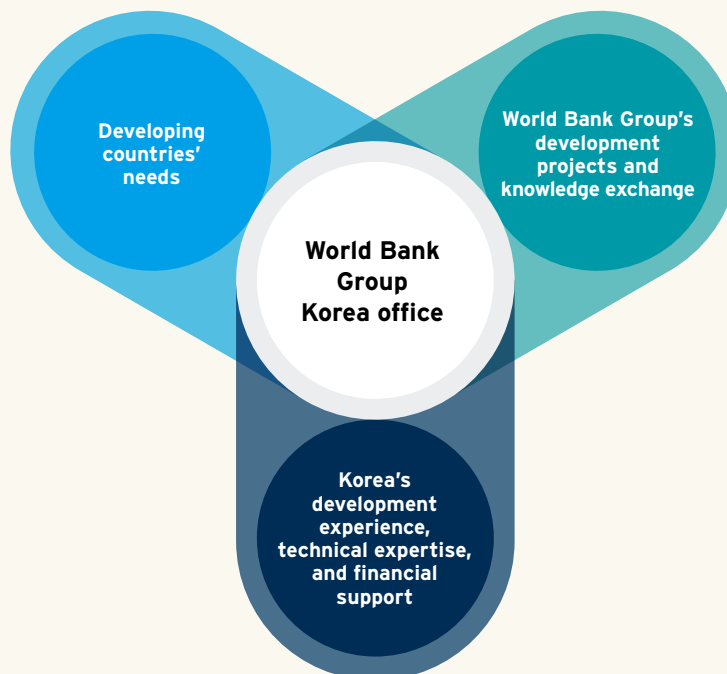 Developing
countries'
needs
World Bank Group's
development
projects and
knowledge exchange
World Bank
Group
Korea office
Korea's
development
experience,
technical expertise,
and financial
support